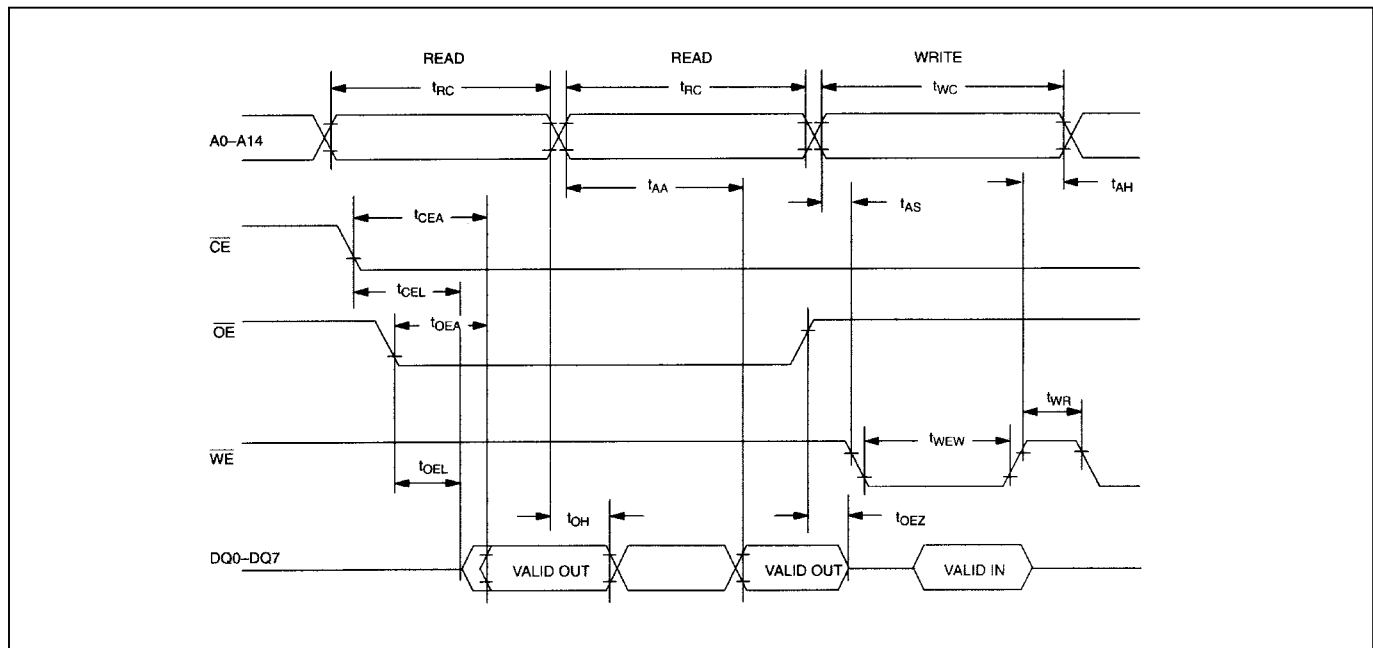 READ READ WRITE
tRC tRC tWC
A0–A14
tAA tAH
tAS
tCEA
CE
tCEL
OE tOEA
tWR
tWEW
WE
tOEL
tOH tOEZ
DQ0–DQ7 VALID OUT VALID OUT VALID IN